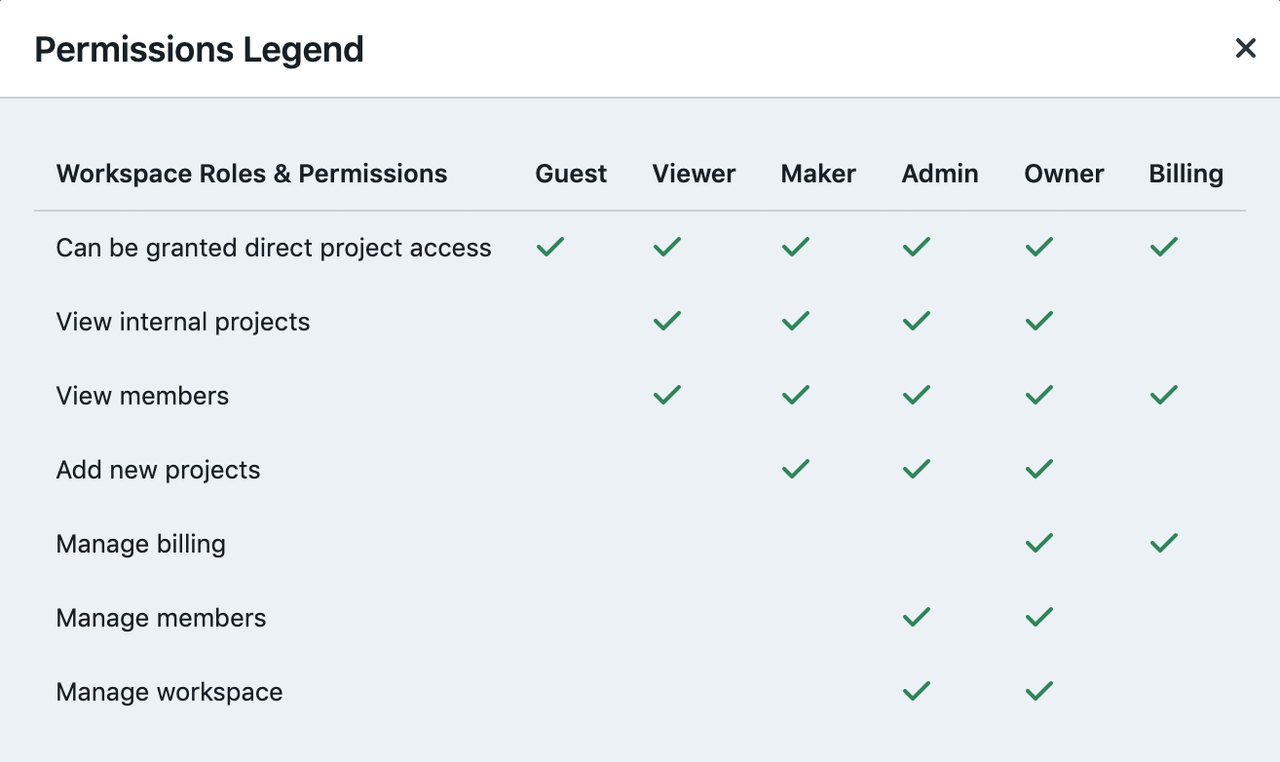 Permissions Legend
Workspace Roles & Permissions Guest Viewer Maker Admin Owner Billing
Can be granted direct project access
View internal projects
View members
Add new projects
Manage billing
Manage members
Manage workspace